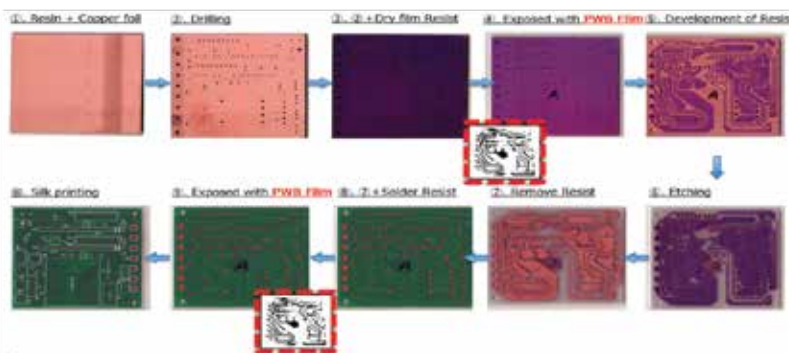 ①. Resin + Copper foil
②. Drilling
③. ②+Dry film Resist
④. Exposed with PWB Film
⑤. Development of Resis
⑩. Silk printing
⑨. Exposed with PWB Film
⑧. ⑦+Solder Resist
⑦. Remove Resist
⑥. Etching